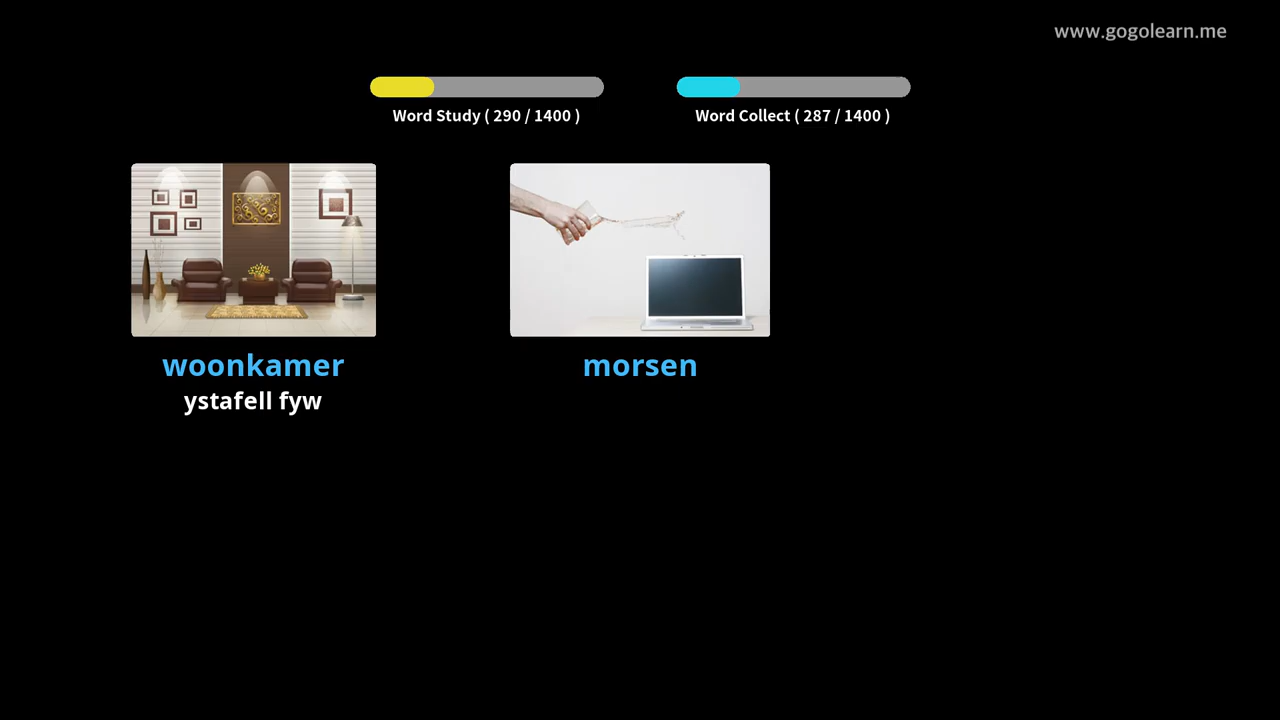 www.gogolearn.me
Word Study ( 290 / 1400 )
Word Collect ( 287 / 1400 )
woonkamer
ystafell fyw
morsen